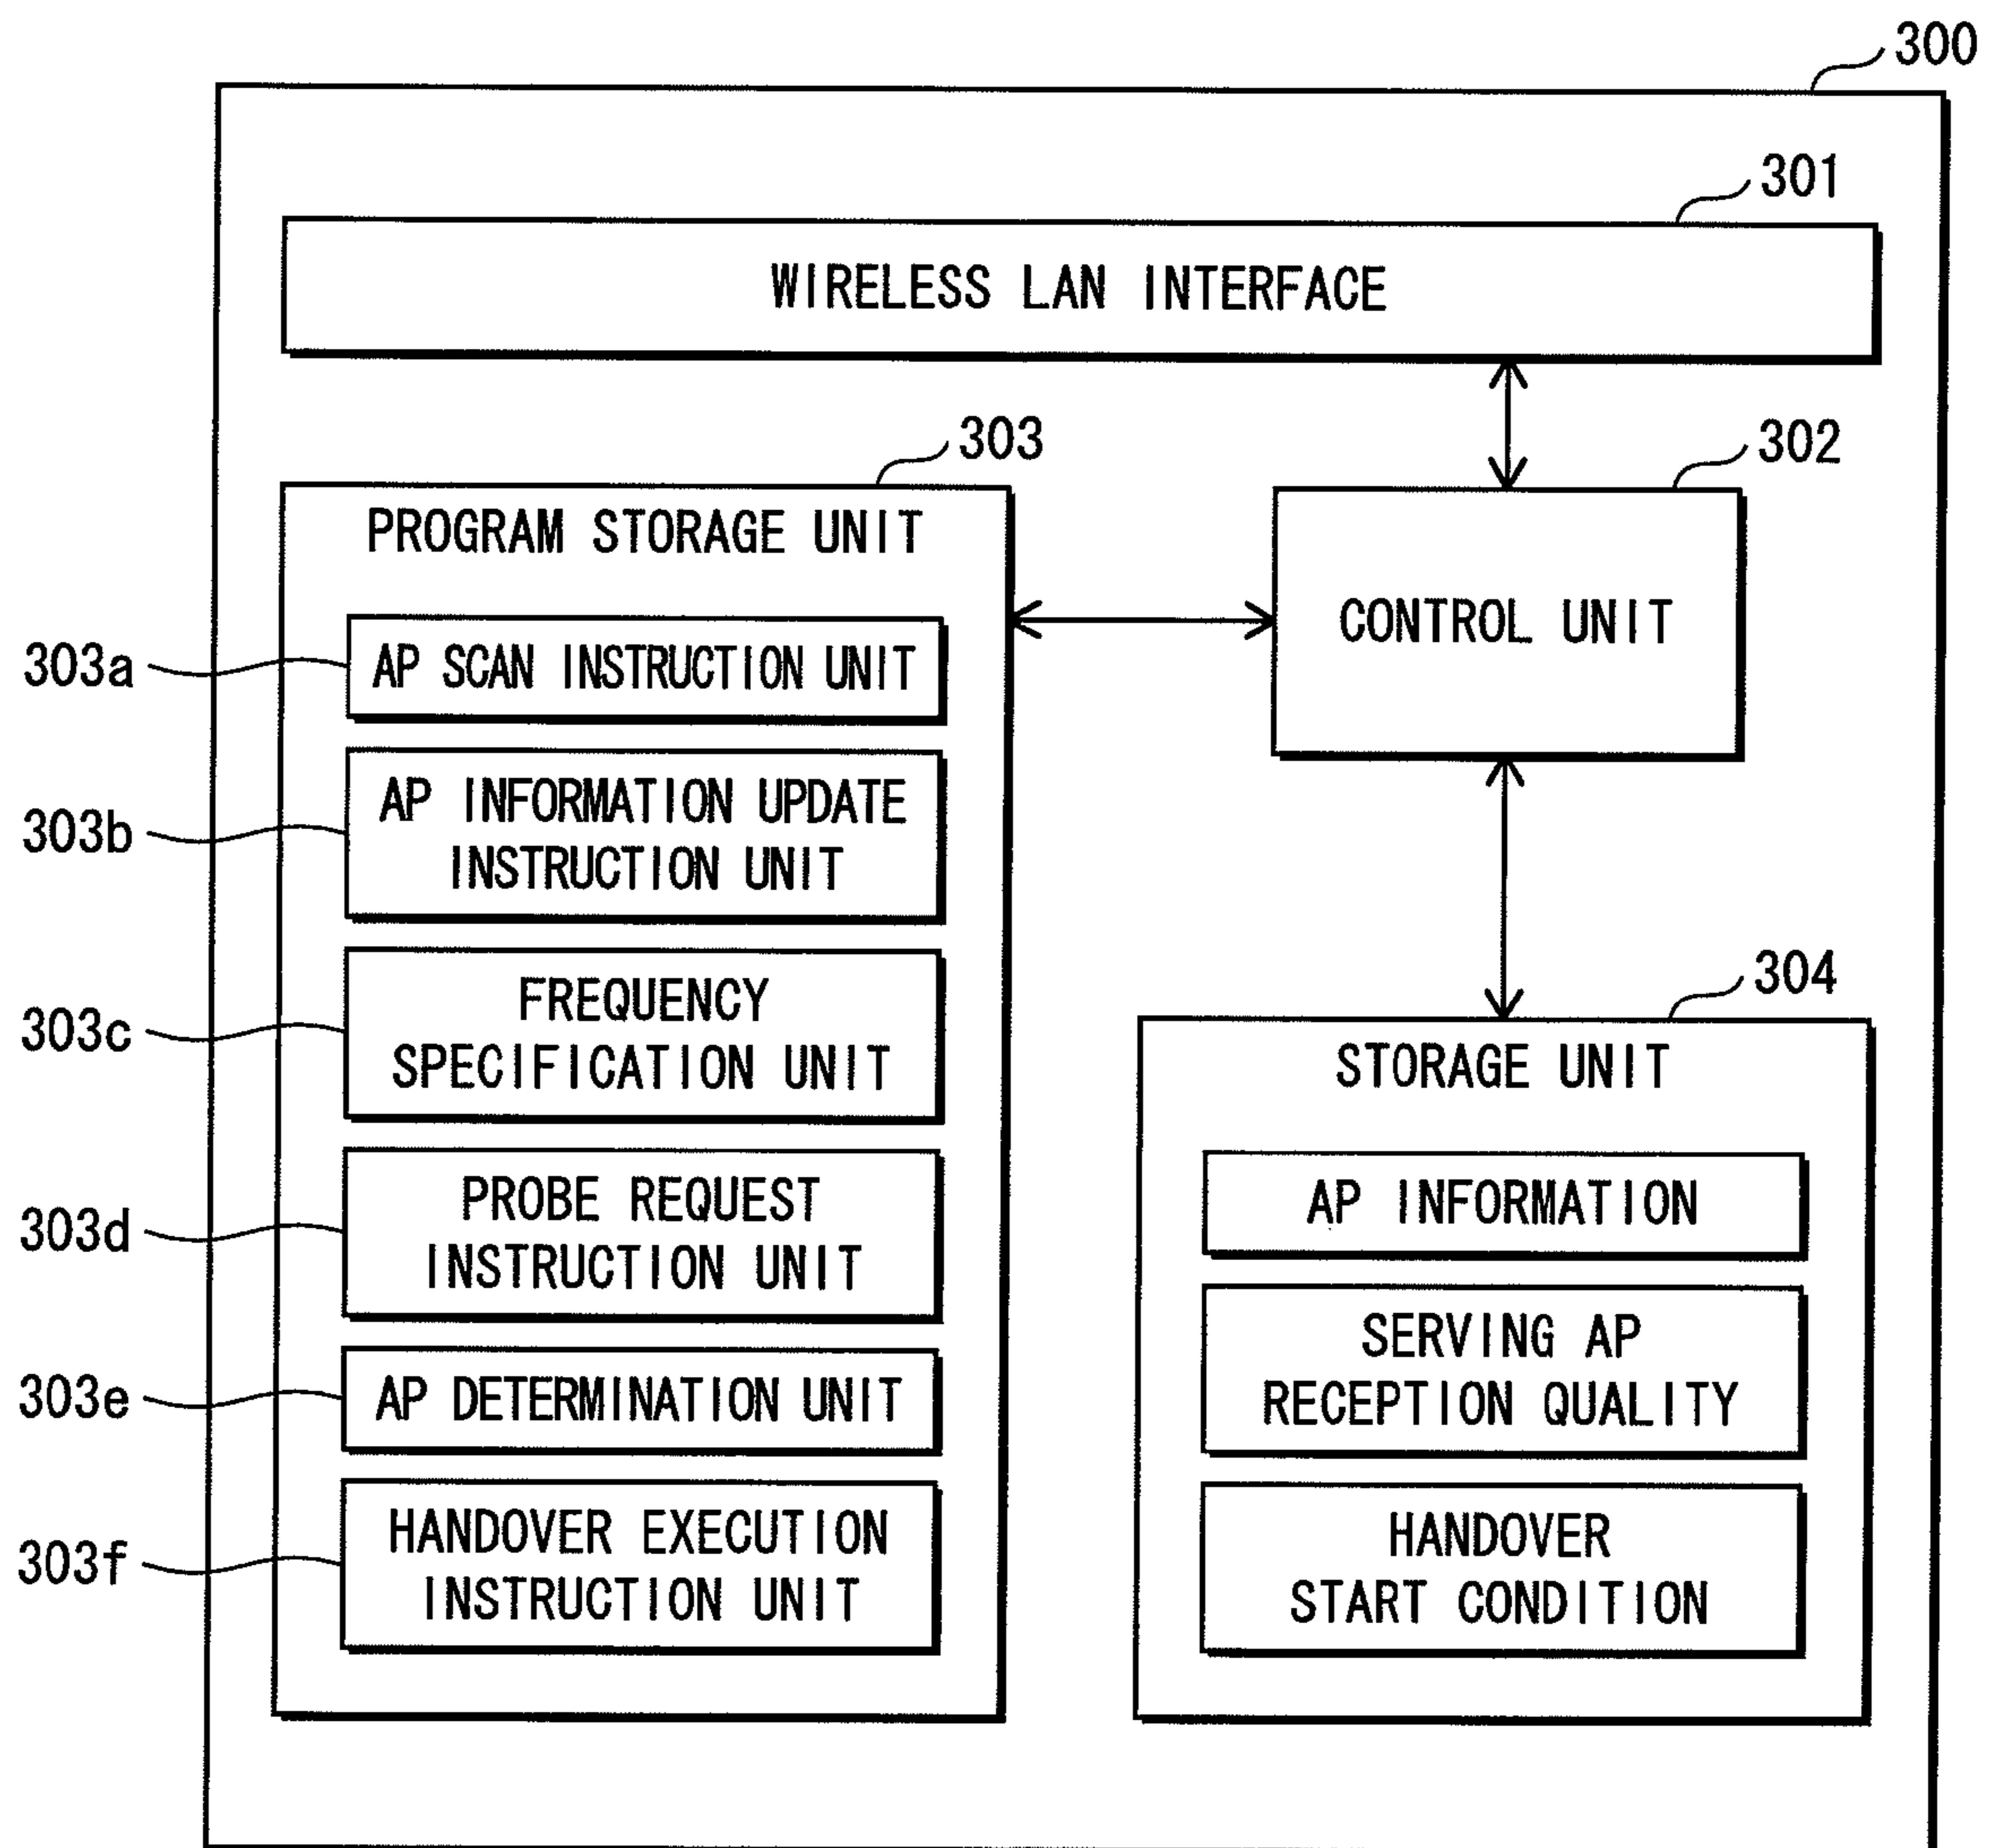 300
301
WIRELESS LAN INTERFACE
303
302
PROGRAM STORAGE UNIT
CONTROL UNIT
303a
AP SCAN INSTRUCTION UNIT
303b
AP INFORMATION UPDATE
INSTRUCTION UNIT
303c
FREQUENCY
SPECIFICATION UNIT
303d
PROBE REQUEST
INSTRUCTION UNIT
303e
AP DETERMINATION UNIT
303f
HANDOVER EXECUTION
INSTRUCTION UNIT
304
STORAGE UNIT
AP INFORMATION
SERVING AP
RECEPTION QUALITY
HANDOVER
START CONDITION